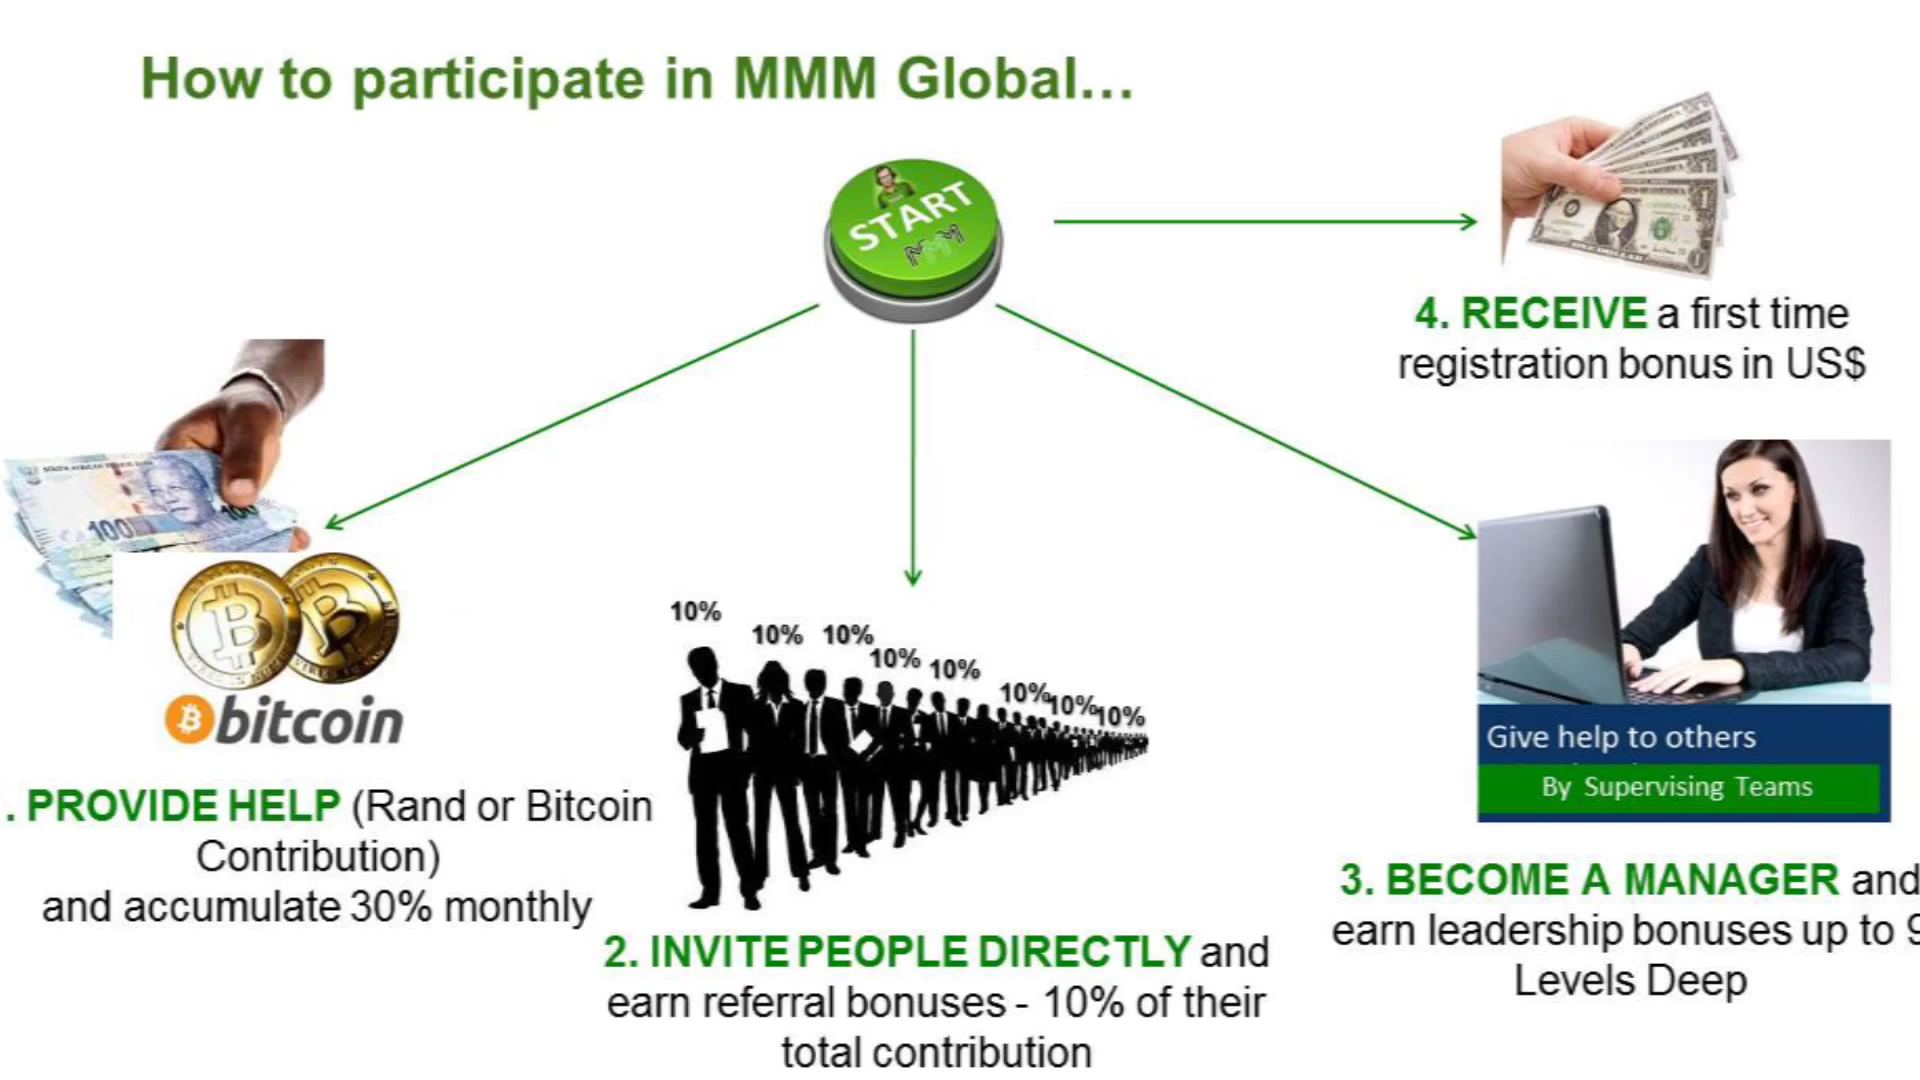 How to participate in MMM Global...
START
MMM
4. RECEIVE a first time
registration bonus in US$
100
bitcoin
. PROVIDE HELP (Rand or Bitcoin
Contribution)
and accumulate 30% monthly
10%
10% 10%
10% 10%
10% 10% 10%
2. INVITE PEOPLE DIRECTLY and
earn referral bonuses - 10% of their
total contribution
Give help to others
By Supervising Teams
3. BECOME A MANAGER and
earn leadership bonuses up to 9
Levels Deep